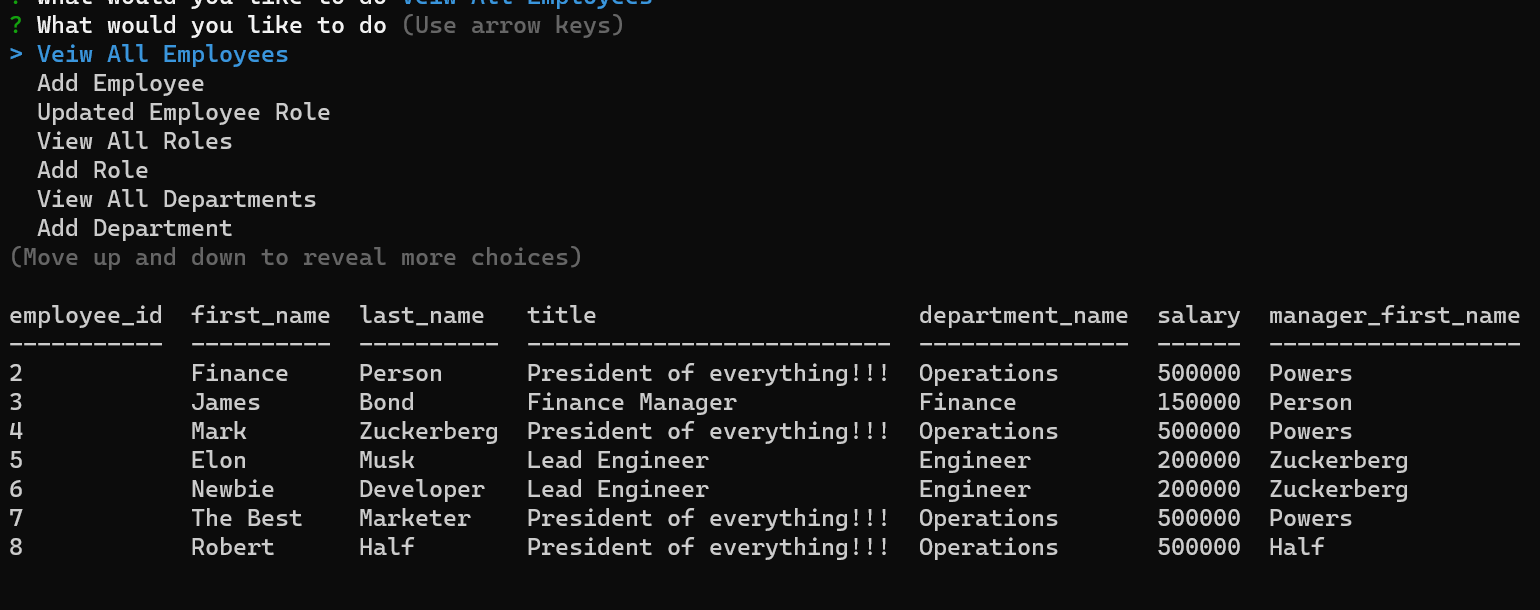 ? What would you like to do Veiw All Employees
? What would you like to do (Use arrow keys)
> Veiw All Employees
Add Employee
Updated Employee Role
View All Roles
Add Role
View All Departments
Add Department
(Move up and down to reveal more choices)
employee_id first_name last_name title department_name salary manager_first_name
----------- ---------- ---------- -------------------------- --------------- ------ ------------------
2 Finance Person President of everything!!! Operations 500000 Powers
3 James Bond Finance Manager Finance 150000 Person
4 Mark Zuckerberg President of everything!!! Operations 500000 Powers
5 Elon Musk Lead Engineer Engineer 200000 Zuckerberg
6 Newbie Developer Lead Engineer Engineer 200000 Zuckerberg
7 The Best Marketer President of everything!!! Operations 500000 Powers
8 Robert Half President of everything!!! Operations 500000 Half